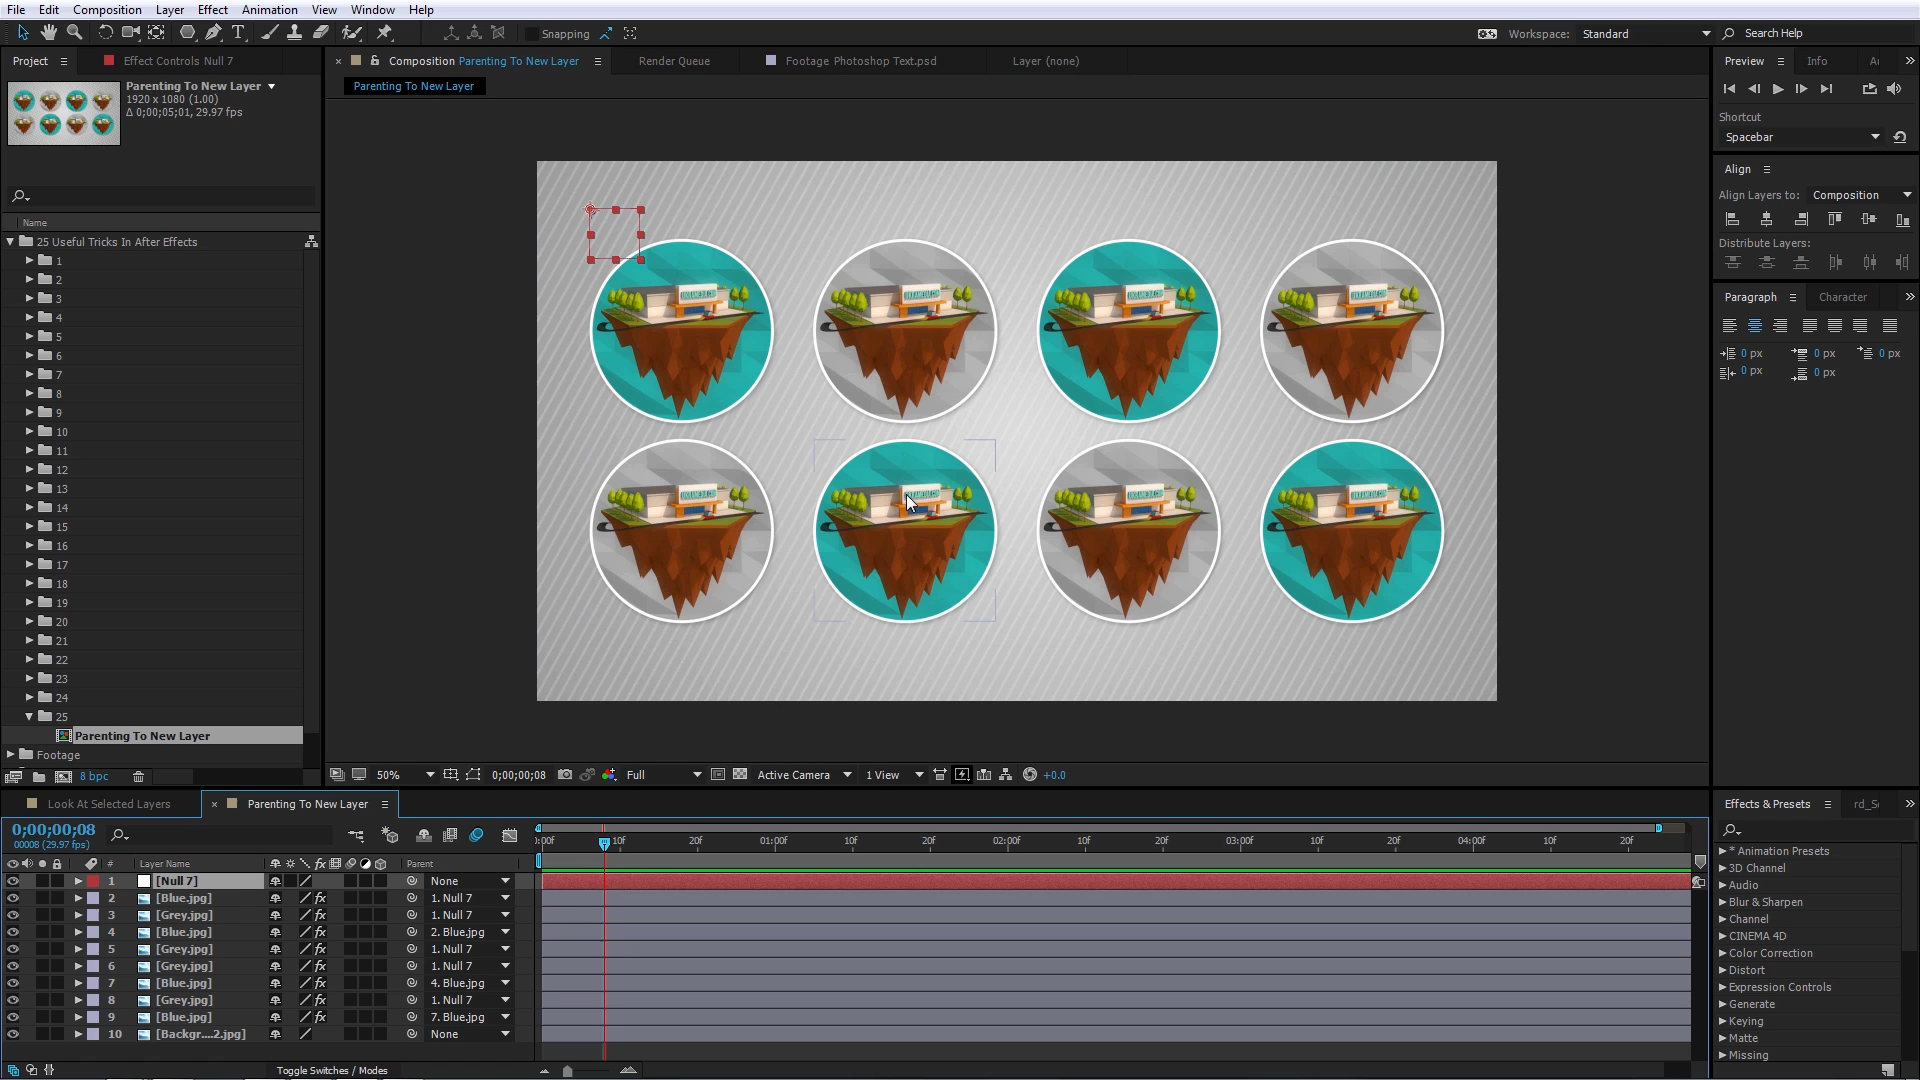 File Edit Composition Layer Effect Animation View Window Help
Snapping
Workspace: Standard
Search Help
Project
Effect Controls Null 7
Composition Parenting To New Layer
Render Queue
Footage Photoshop Text.psd
Layer (none)
Preview
Info
Parenting To New Layer
1920 x 1080 (1.00)
Δ 0;00;05;01, 29.97 fps
Parenting To New Layer
Shortcut
Spacebar
Align
Align Layers to: Composition
Distribute Layers:
Paragraph
Character
0 px
0 px
0 px
0 px
0 px
Name
25 Useful Tricks In After Effects
1
2
3
4
5
6
7
8
9
10
11
12
13
14
15
16
17
18
19
20
21
22
23
24
25
Parenting To New Layer
Footage
8 bpc
50%
0;00;00;08
Full
Active Camera
1 View
+0.0
Look At Selected Layers
Parenting To New Layer
0;00;00;08
00008 (29.97 fps)
10f 20f 01:00f 10f 20f 02:00f 10f 20f 03:00f 10f 20f 04:00f 10f 20f
# Layer Name
Parent
1 [Null 7] None
2 [Blue.jpg] fx 1. Null 7
3 [Grey.jpg] fx 1. Null 7
4 [Blue.jpg] fx 2. Blue.jpg
5 [Grey.jpg] fx 1. Null 7
6 [Grey.jpg] fx 1. Null 7
7 [Blue.jpg] fx 4. Blue.jpg
8 [Grey.jpg] fx 1. Null 7
9 [Blue.jpg] fx 7. Blue.jpg
10 [Backgr....2.jpg] None
Toggle Switches / Modes
Effects & Presets
* Animation Presets
3D Channel
Audio
Blur & Sharpen
Channel
CINEMA 4D
Color Correction
Distort
Expression Controls
Generate
Keying
Matte
Missing